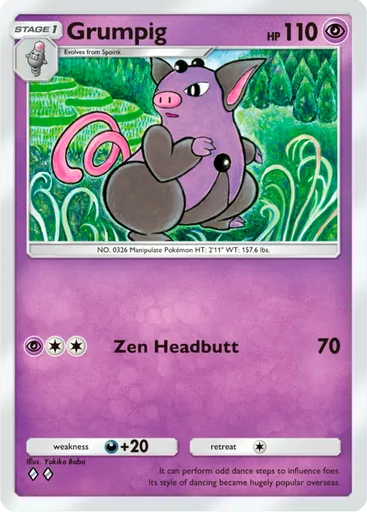 STAGE 1
Grumpig
HP 110
Evolves from Spoink
NO. 0326 Manipulate Pokémon HT: 2'11" WT: 157.6 lbs.
Zen Headbutt 70
weakness +20 retreat
Illus. Yukiko Baba
It can perform odd dance steps to influence foes.
Its style of dancing became hugely popular overseas.